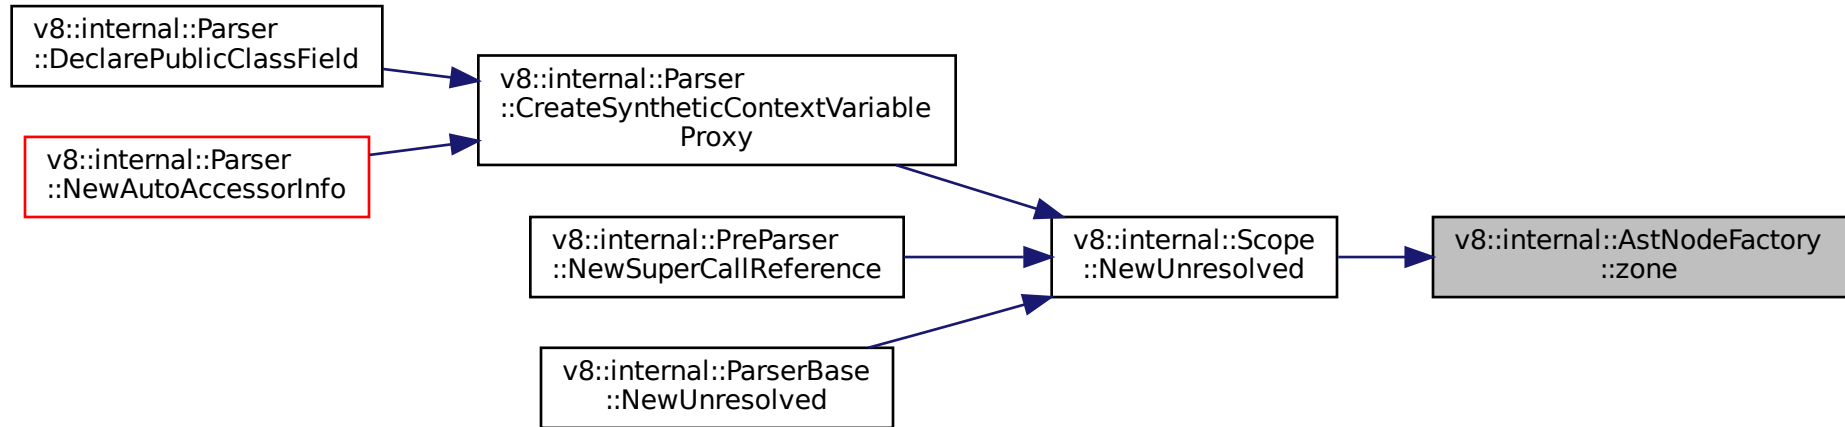 v8::internal::Parser
::DeclarePublicClassField
v8::internal::Parser
::NewAutoAccessorInfo
v8::internal::Parser
::CreateSyntheticContextVariable
Proxy
v8::internal::PreParser
::NewSuperCallReference
v8::internal::ParserBase
::NewUnresolved
v8::internal::Scope
::NewUnresolved
v8::internal::AstNodeFactory
::zone